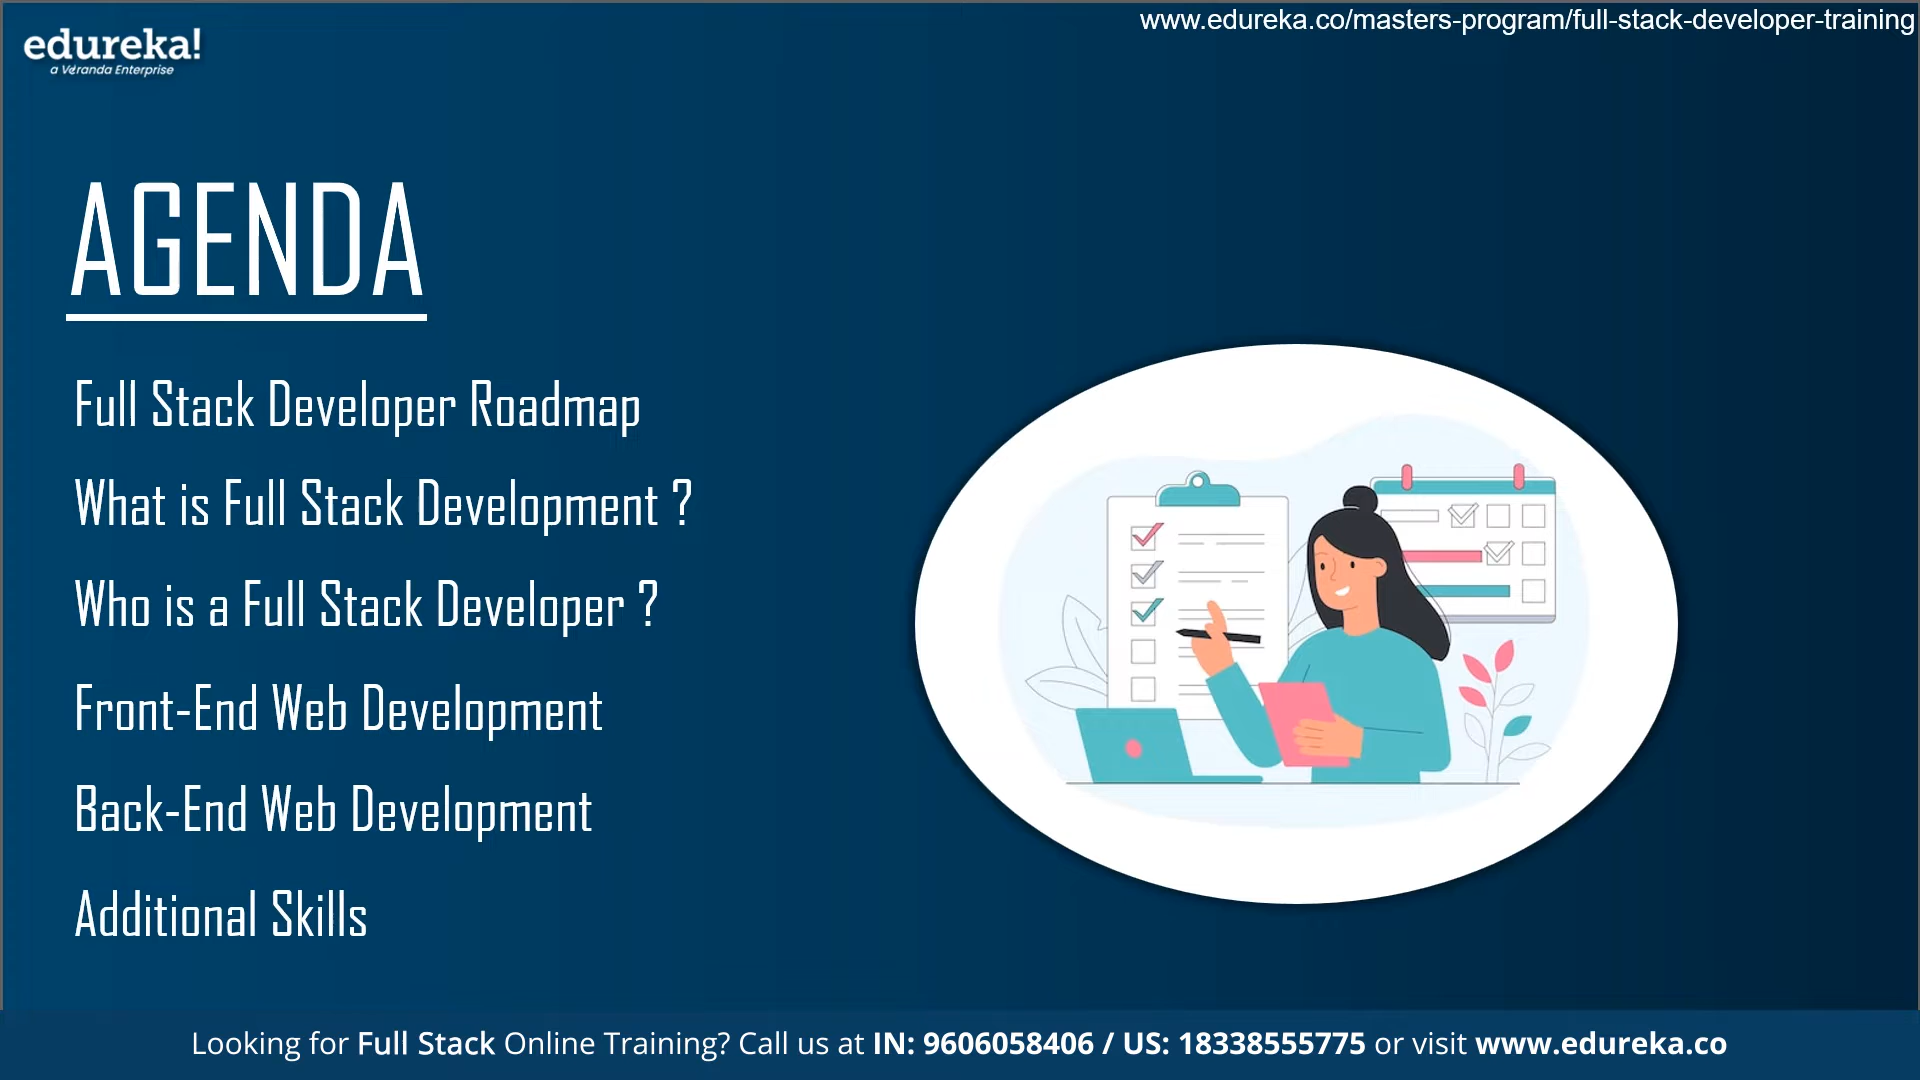 www.edureka.co/masters-program/full-stack-developer-training
edureka!
a Veranda Enterprise
AGENDA
Full Stack Developer Roadmap
What is Full Stack Development ?
Who is a Full Stack Developer ?
Front-End Web Development
Back-End Web Development
Additional Skills
Looking for Full Stack Online Training? Call us at IN: 9606058406 / US: 18338555775 or visit www.edureka.co